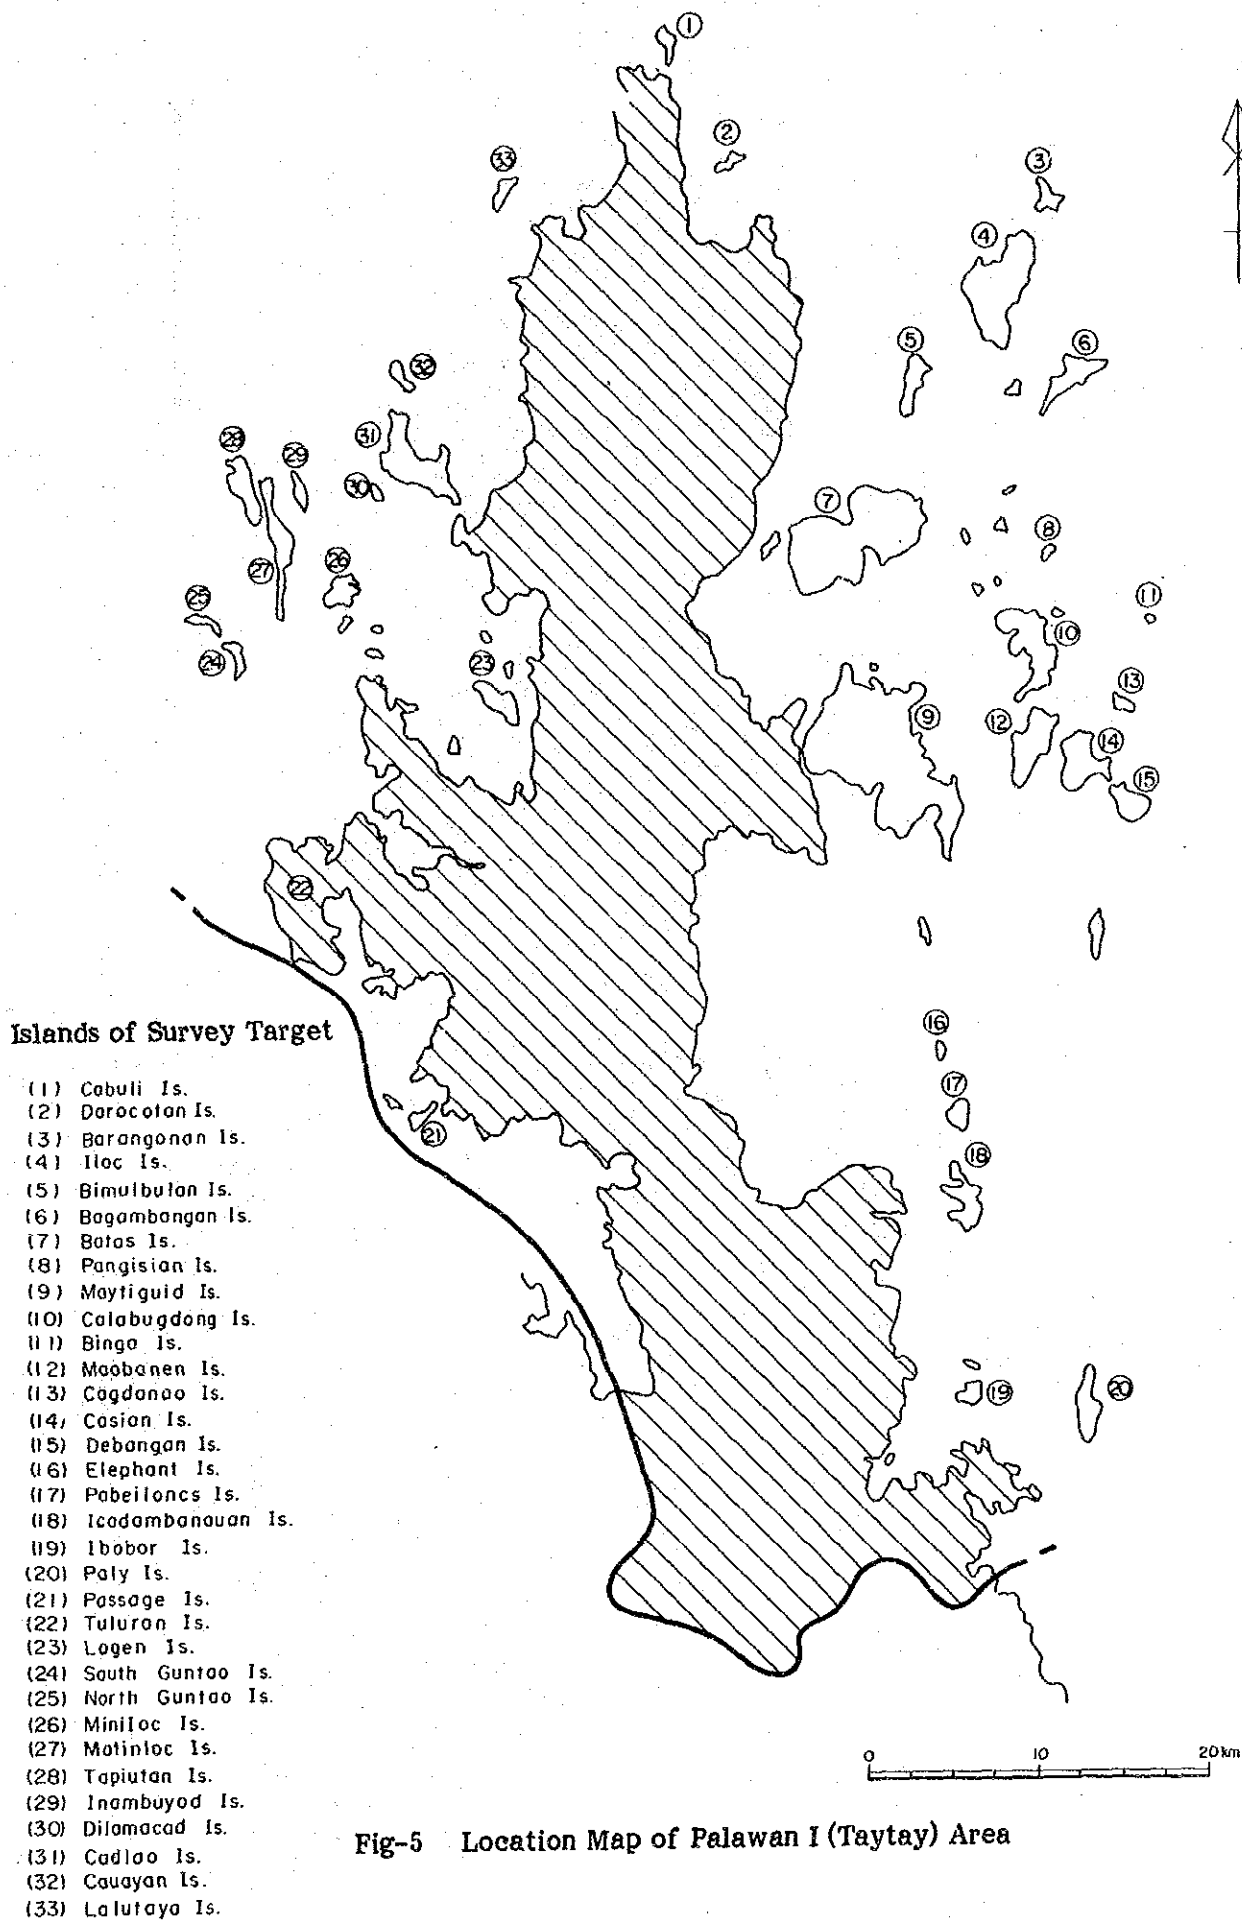 ①
②
③
④
⑤
⑥
⑦
⑧
⑨
⑩
⑪
⑫
⑬
⑭
⑮
⑯
⑰
⑱
⑲
⑳
㉑
㉒
㉓
㉔
㉕
㉖
㉗
㉘
㉙
㉚
㉛
㉜
㉝
Islands of Survey Target
(1) Cabuli Is.
(2) Darocotan Is.
(3) Barangonan Is.
(4) Iloc Is.
(5) Bimulbutan Is.
(6) Bagambangan Is.
(7) Batas Is.
(8) Pangisian Is.
(9) Maytiguid Is.
(10) Calabugdong Is.
(11) Binga Is.
(12) Maobanen Is.
(13) Cagdanao Is.
(14) Casian Is.
(15) Debangan Is.
(16) Elephant Is.
(17) Pabeiloncs Is.
(18) Icadambanauan Is.
(19) Ibobor Is.
(20) Paly Is.
(21) Passage Is.
(22) Tuluran Is.
(23) Lagen Is.
(24) South Guntao Is.
(25) North Guntao Is.
(26) Miniloc Is.
(27) Matinloc Is.
(28) Tapiutan Is.
(29) Inambuyod Is.
(30) Dilamacad Is.
(31) Cadlao Is.
(32) Cauayan Is.
(33) Lalutaya Is.
0 10 20km
Fig-5 Location Map of Palawan I (Taytay) Area